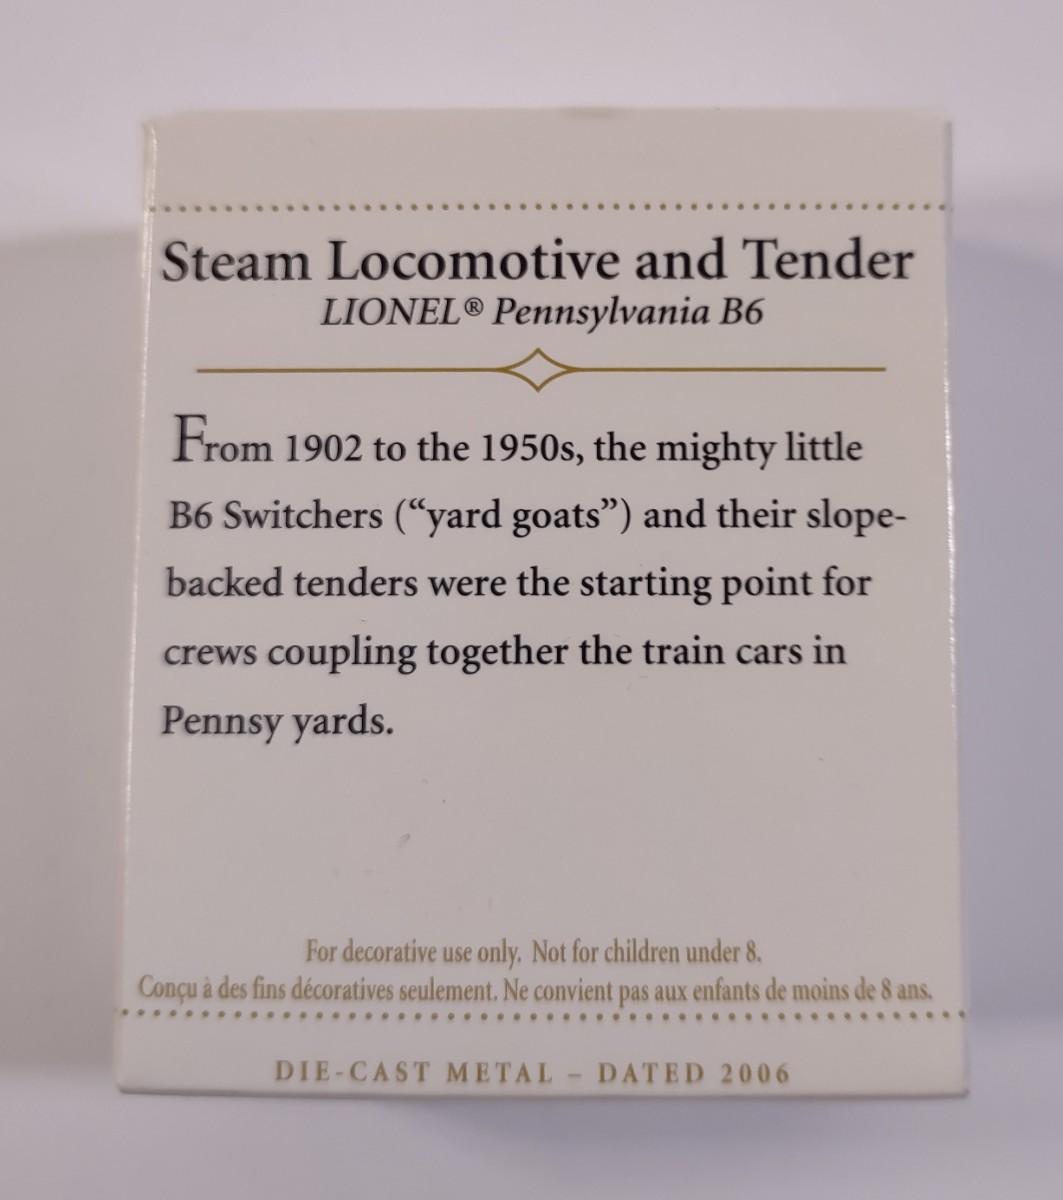 Steam Locomotive and Tender
LIONEL® Pennsylvania B6
From 1902 to the 1950s, the mighty little
B6 Switchers (“yard goats”) and their slope-
backed tenders were the starting point for
crews coupling together the train cars in
Pennsy yards.
For decorative use only. Not for children under 8.
Conçu à des fins décoratives seulement. Ne convient pas aux enfants de moins de 8 ans.
DIE-CAST METAL – DATED 2006